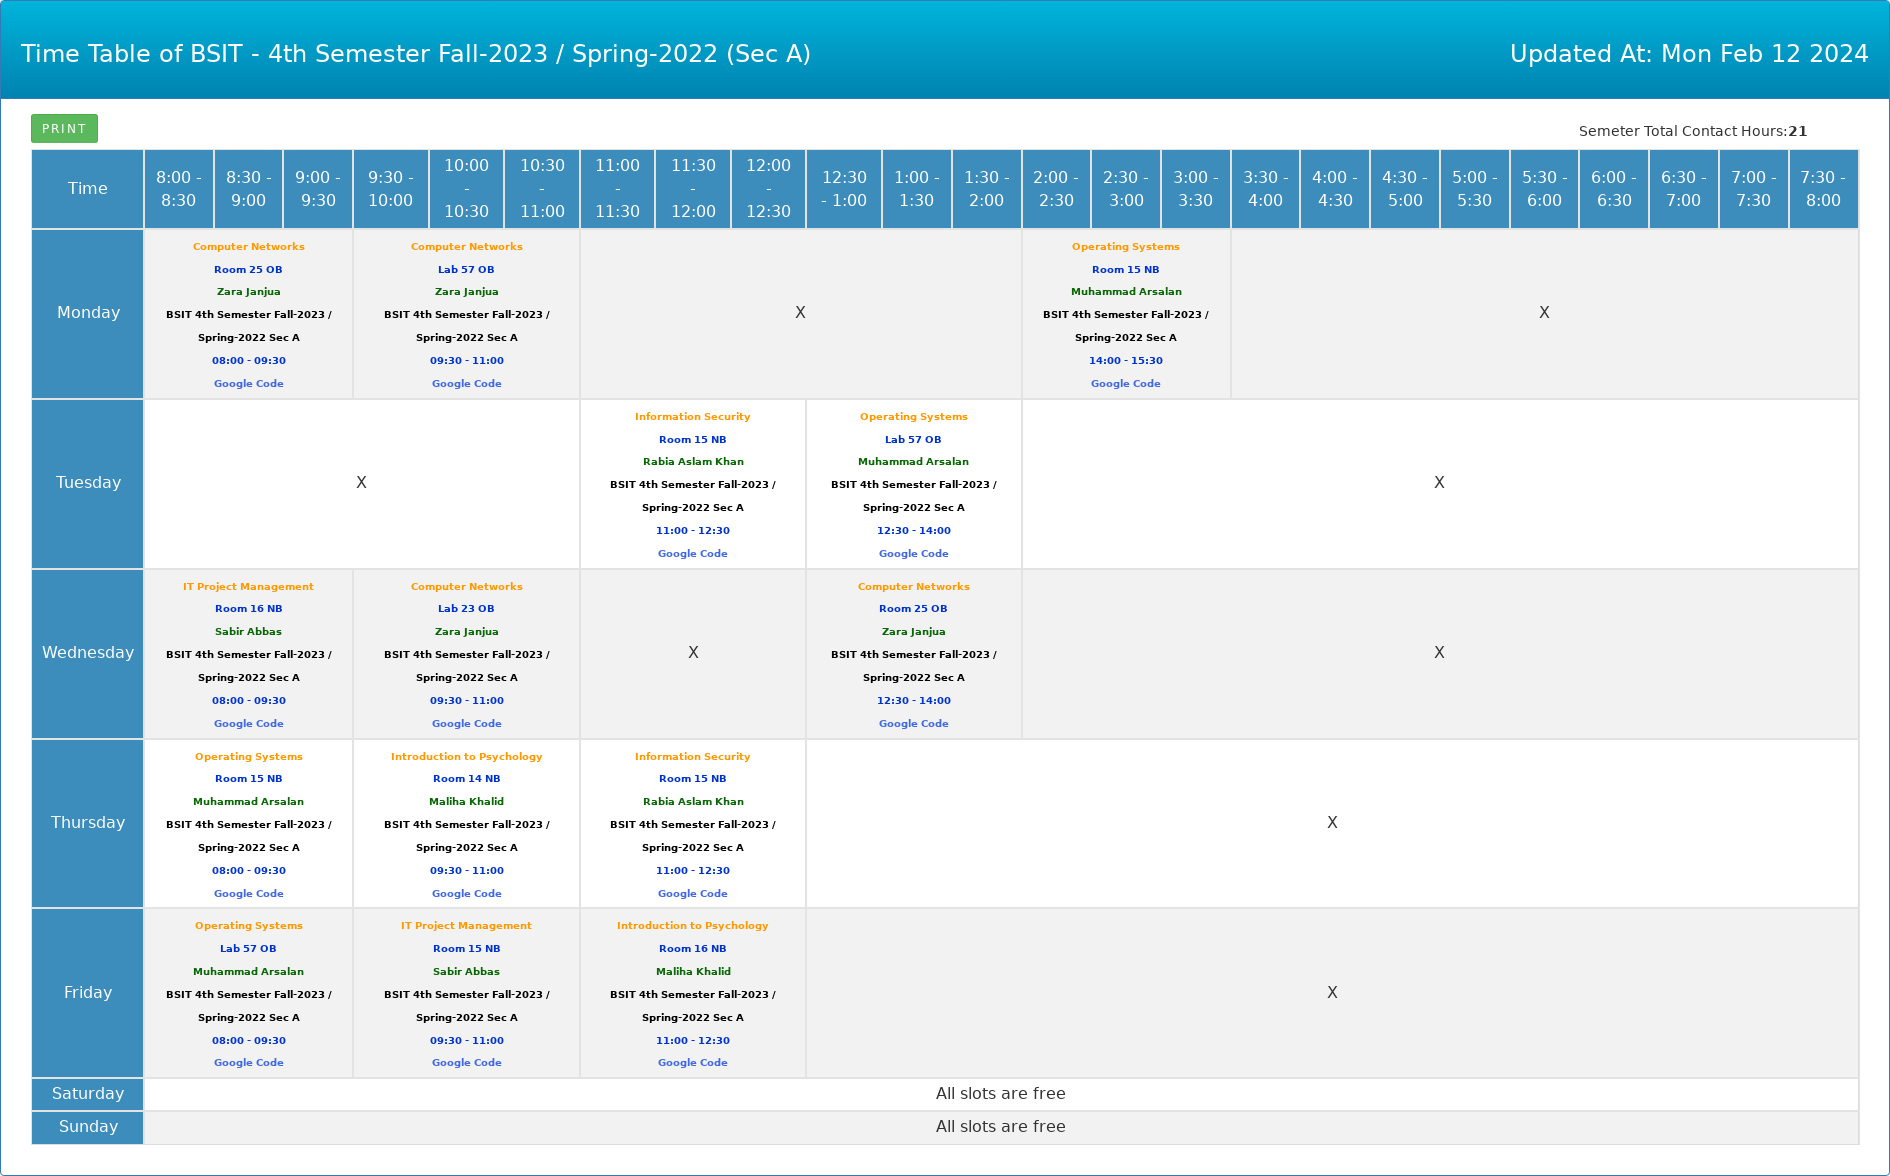 Time Table of BSIT - 4th Semester Fall-2023 / Spring-2022 (Sec A)
Updated At: Mon Feb 12 2024
PRINT
Semeter Total Contact Hours:21
Time
8:00 -
8:30
8:30 -
9:00
9:00 -
9:30
9:30 -
10:00
10:00
-
10:30
10:30
-
11:00
11:00
-
11:30
11:30
-
12:00
12:00
-
12:30
12:30
- 1:00
1:00 -
1:30
1:30 -
2:00
2:00 -
2:30
2:30 -
3:00
3:00 -
3:30
3:30 -
4:00
4:00 -
4:30
4:30 -
5:00
5:00 -
5:30
5:30 -
6:00
6:00 -
6:30
6:30 -
7:00
7:00 -
7:30
7:30 -
8:00
Monday
Computer Networks
Room 25 OB
Zara Janjua
BSIT 4th Semester Fall-2023 /
Spring-2022 Sec A
08:00 - 09:30
Google Code
Computer Networks
Lab 57 OB
Zara Janjua
BSIT 4th Semester Fall-2023 /
Spring-2022 Sec A
09:30 - 11:00
Google Code
X
Operating Systems
Room 15 NB
Muhammad Arsalan
BSIT 4th Semester Fall-2023 /
Spring-2022 Sec A
14:00 - 15:30
Google Code
X
Tuesday
X
Information Security
Room 15 NB
Rabia Aslam Khan
BSIT 4th Semester Fall-2023 /
Spring-2022 Sec A
11:00 - 12:30
Google Code
Operating Systems
Lab 57 OB
Muhammad Arsalan
BSIT 4th Semester Fall-2023 /
Spring-2022 Sec A
12:30 - 14:00
Google Code
X
Wednesday
IT Project Management
Room 16 NB
Sabir Abbas
BSIT 4th Semester Fall-2023 /
Spring-2022 Sec A
08:00 - 09:30
Google Code
Computer Networks
Lab 23 OB
Zara Janjua
BSIT 4th Semester Fall-2023 /
Spring-2022 Sec A
09:30 - 11:00
Google Code
X
Computer Networks
Room 25 OB
Zara Janjua
BSIT 4th Semester Fall-2023 /
Spring-2022 Sec A
12:30 - 14:00
Google Code
X
Thursday
Operating Systems
Room 15 NB
Muhammad Arsalan
BSIT 4th Semester Fall-2023 /
Spring-2022 Sec A
08:00 - 09:30
Google Code
Introduction to Psychology
Room 14 NB
Maliha Khalid
BSIT 4th Semester Fall-2023 /
Spring-2022 Sec A
09:30 - 11:00
Google Code
Information Security
Room 15 NB
Rabia Aslam Khan
BSIT 4th Semester Fall-2023 /
Spring-2022 Sec A
11:00 - 12:30
Google Code
X
Friday
Operating Systems
Lab 57 OB
Muhammad Arsalan
BSIT 4th Semester Fall-2023 /
Spring-2022 Sec A
08:00 - 09:30
Google Code
IT Project Management
Room 15 NB
Sabir Abbas
BSIT 4th Semester Fall-2023 /
Spring-2022 Sec A
09:30 - 11:00
Google Code
Introduction to Psychology
Room 16 NB
Maliha Khalid
BSIT 4th Semester Fall-2023 /
Spring-2022 Sec A
11:00 - 12:30
Google Code
X
Saturday
All slots are free
Sunday
All slots are free